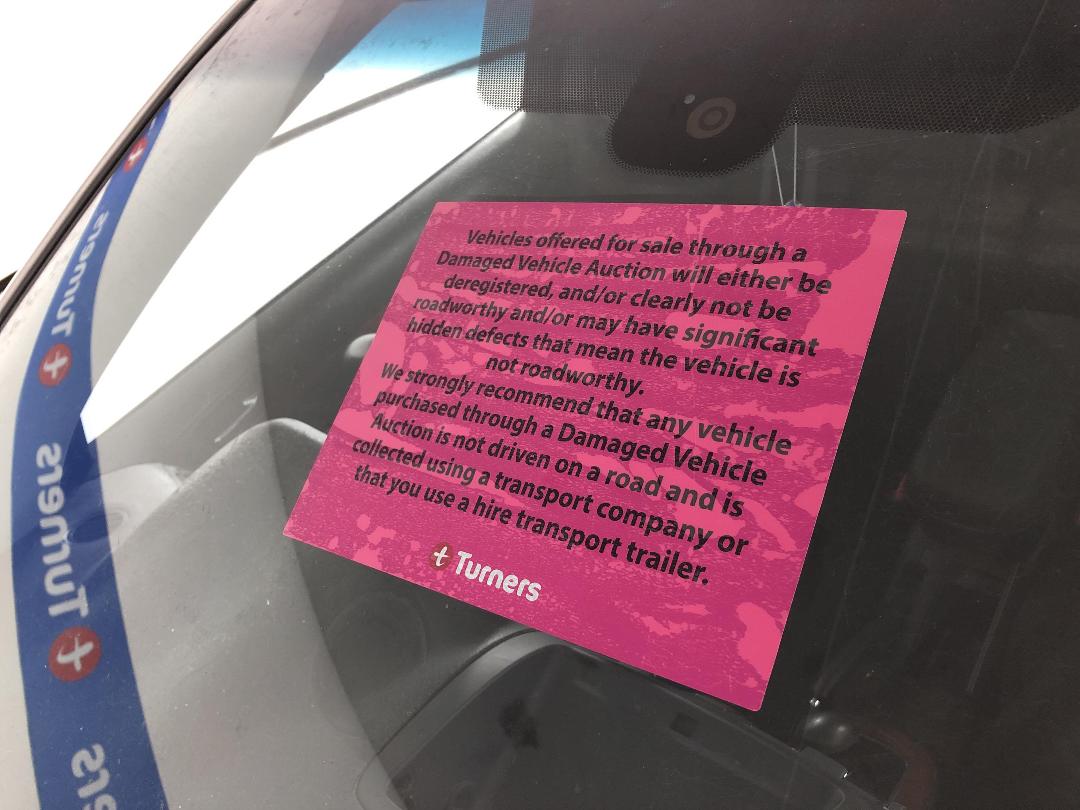 Vehicles offered for sale through a
Damaged Vehicle Auction will either be
deregistered, and/or clearly not be
roadworthy and/or may have significant
hidden defects that mean the vehicle is
not roadworthy.
We strongly recommend that any vehicle
purchased through a Damaged Vehicle
Auction is not driven on a road and is
collected using a transport company or
that you use a hire transport trailer.
t Turners
Turners
t
Turners
t
ers